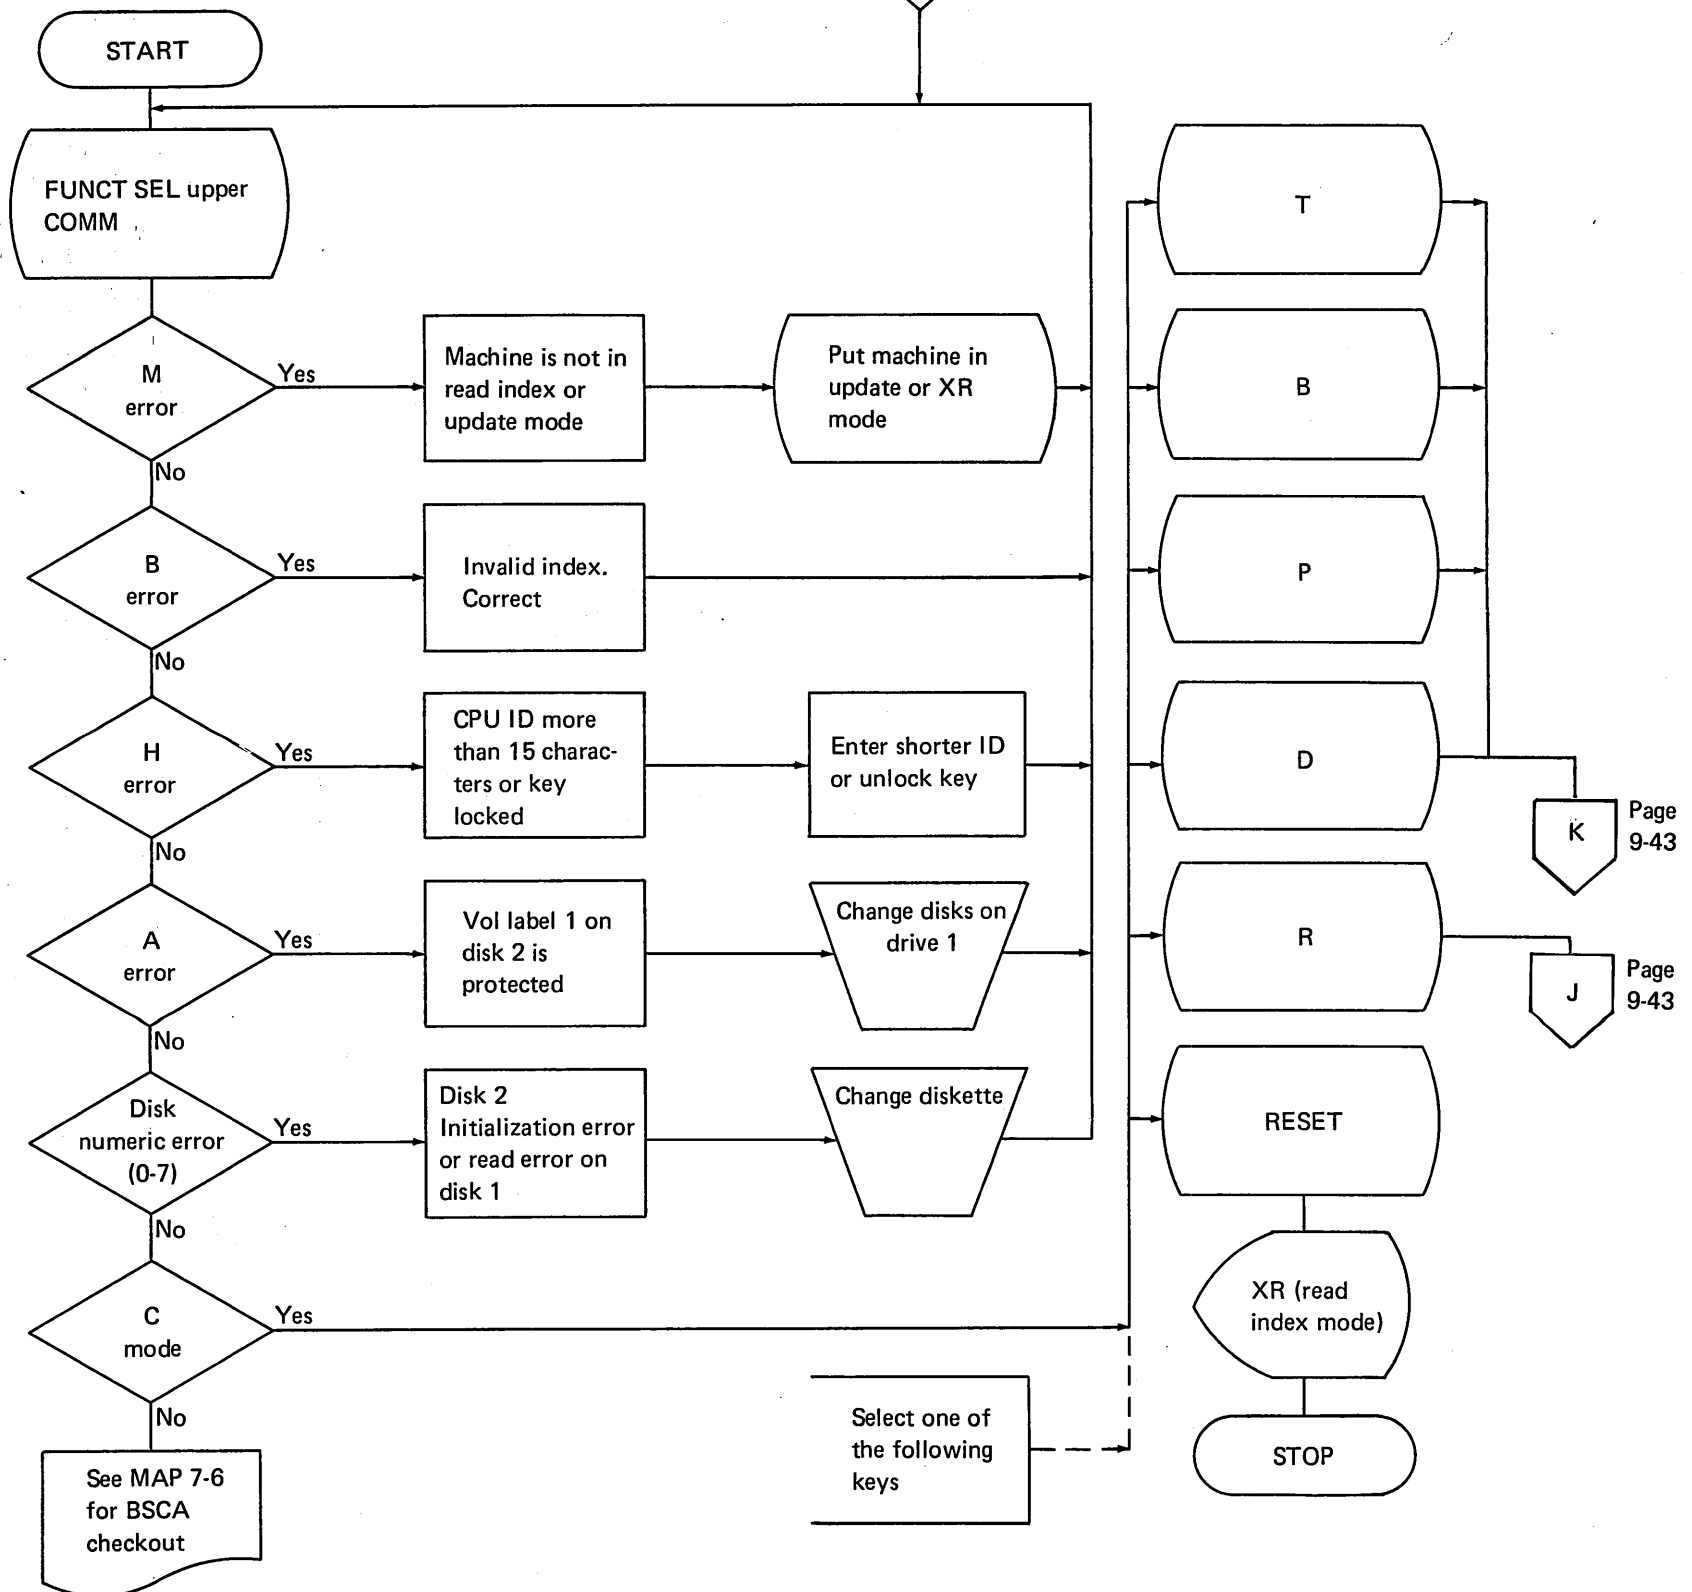 START
FUNCT SEL upper
COMM
M
error
Yes
Machine is not in
read index or
update mode
Put machine in
update or XR
mode
No
B
error
Yes
Invalid index.
Correct
No
H
error
Yes
CPU ID more
than 15 charac-
ters or key
locked
Enter shorter ID
or unlock key
No
A
error
Yes
Vol label 1 on
disk 2 is
protected
Change disks on
drive 1
No
Disk
numeric error
(0-7)
Yes
Disk 2
Initialization error
or read error on
disk 1
Change diskette
No
C
mode
Yes
No
See MAP 7-6
for BSCA
checkout
Select one of
the following
keys
T
B
P
D
K
Page
9-43
R
J
Page
9-43
RESET
XR (read
index mode)
STOP